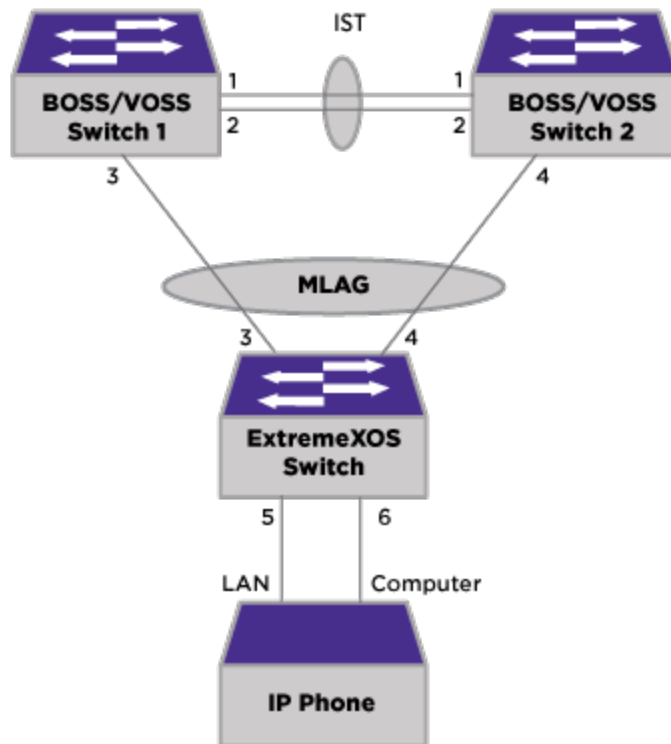 IST
1
1
BOSS/VOSS
Switch 1
2
2
BOSS/VOSS
Switch 2
3
4
MLAG
3
4
ExtremeXOS
Switch
5
6
LAN
Computer
IP Phone